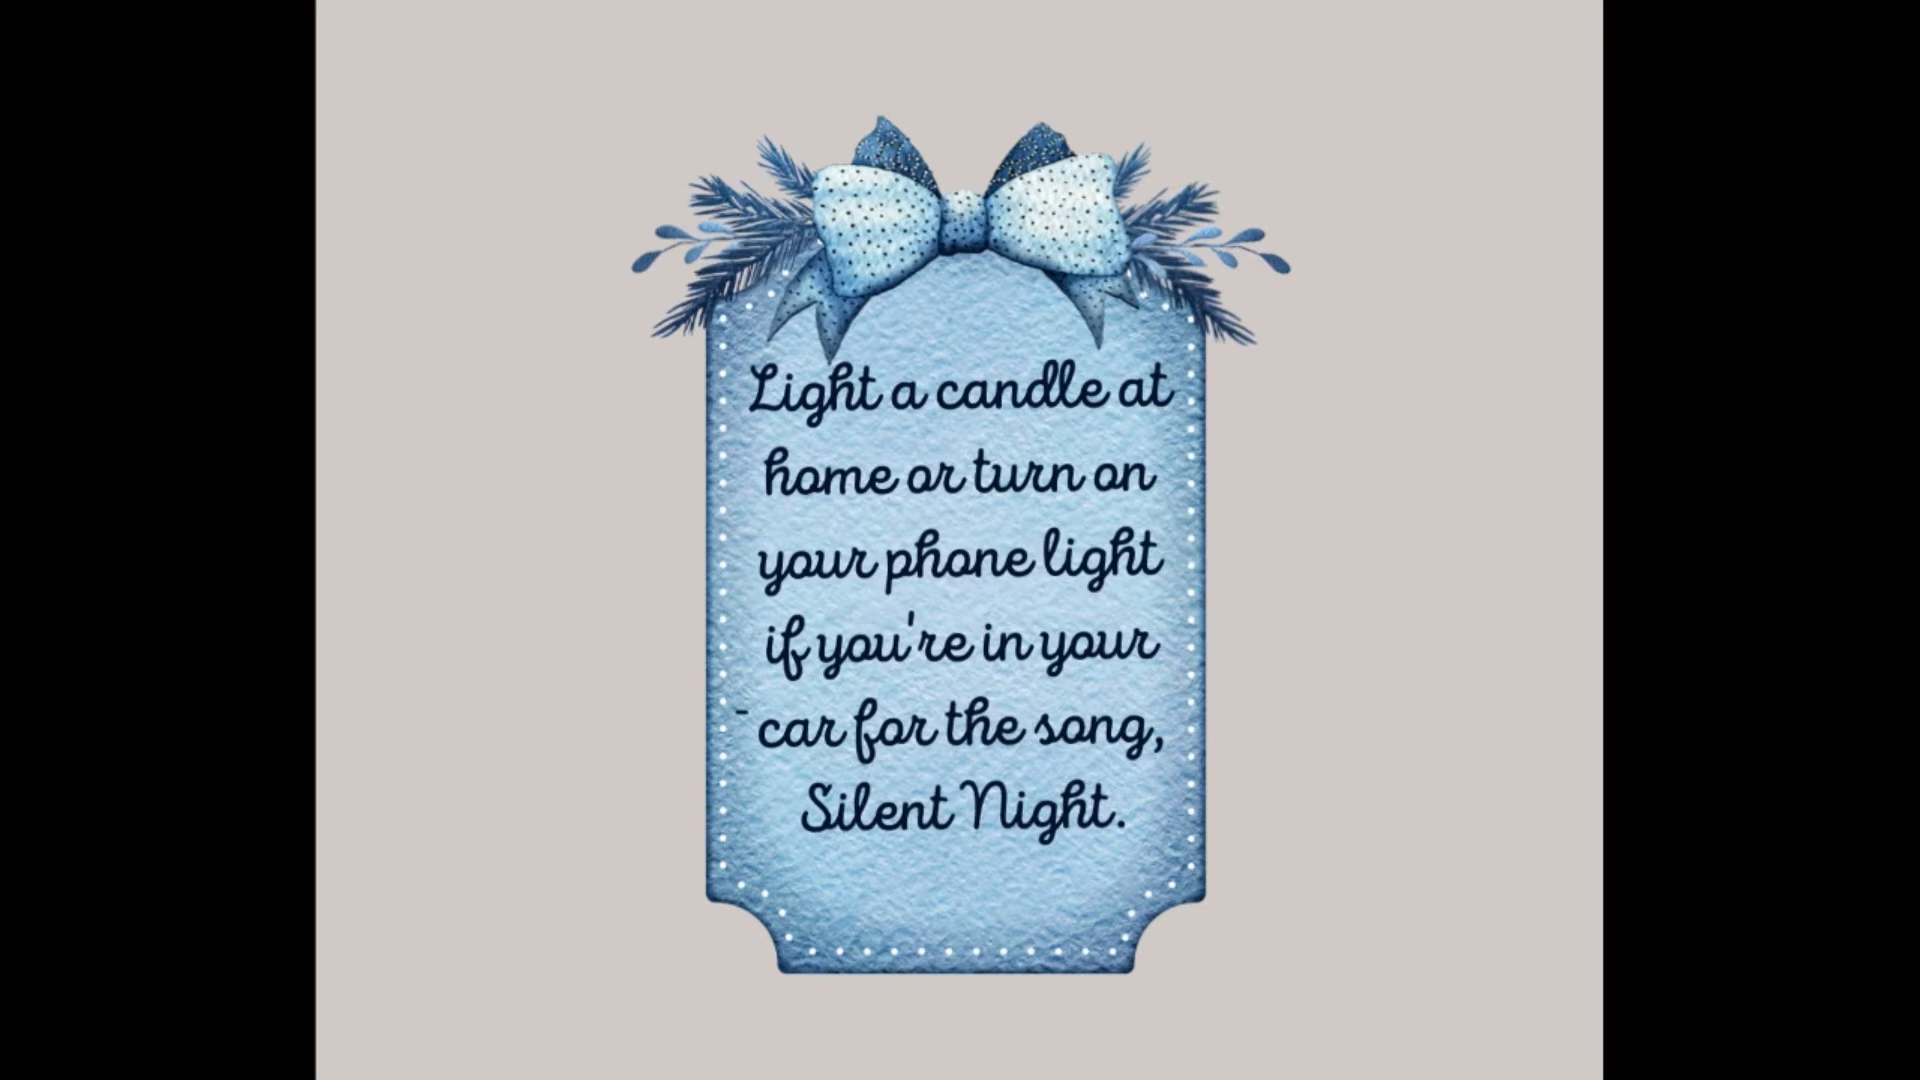 Light a candle at
home or turn on
your phone light
if you're in your
-car for the song,
Silent Night.